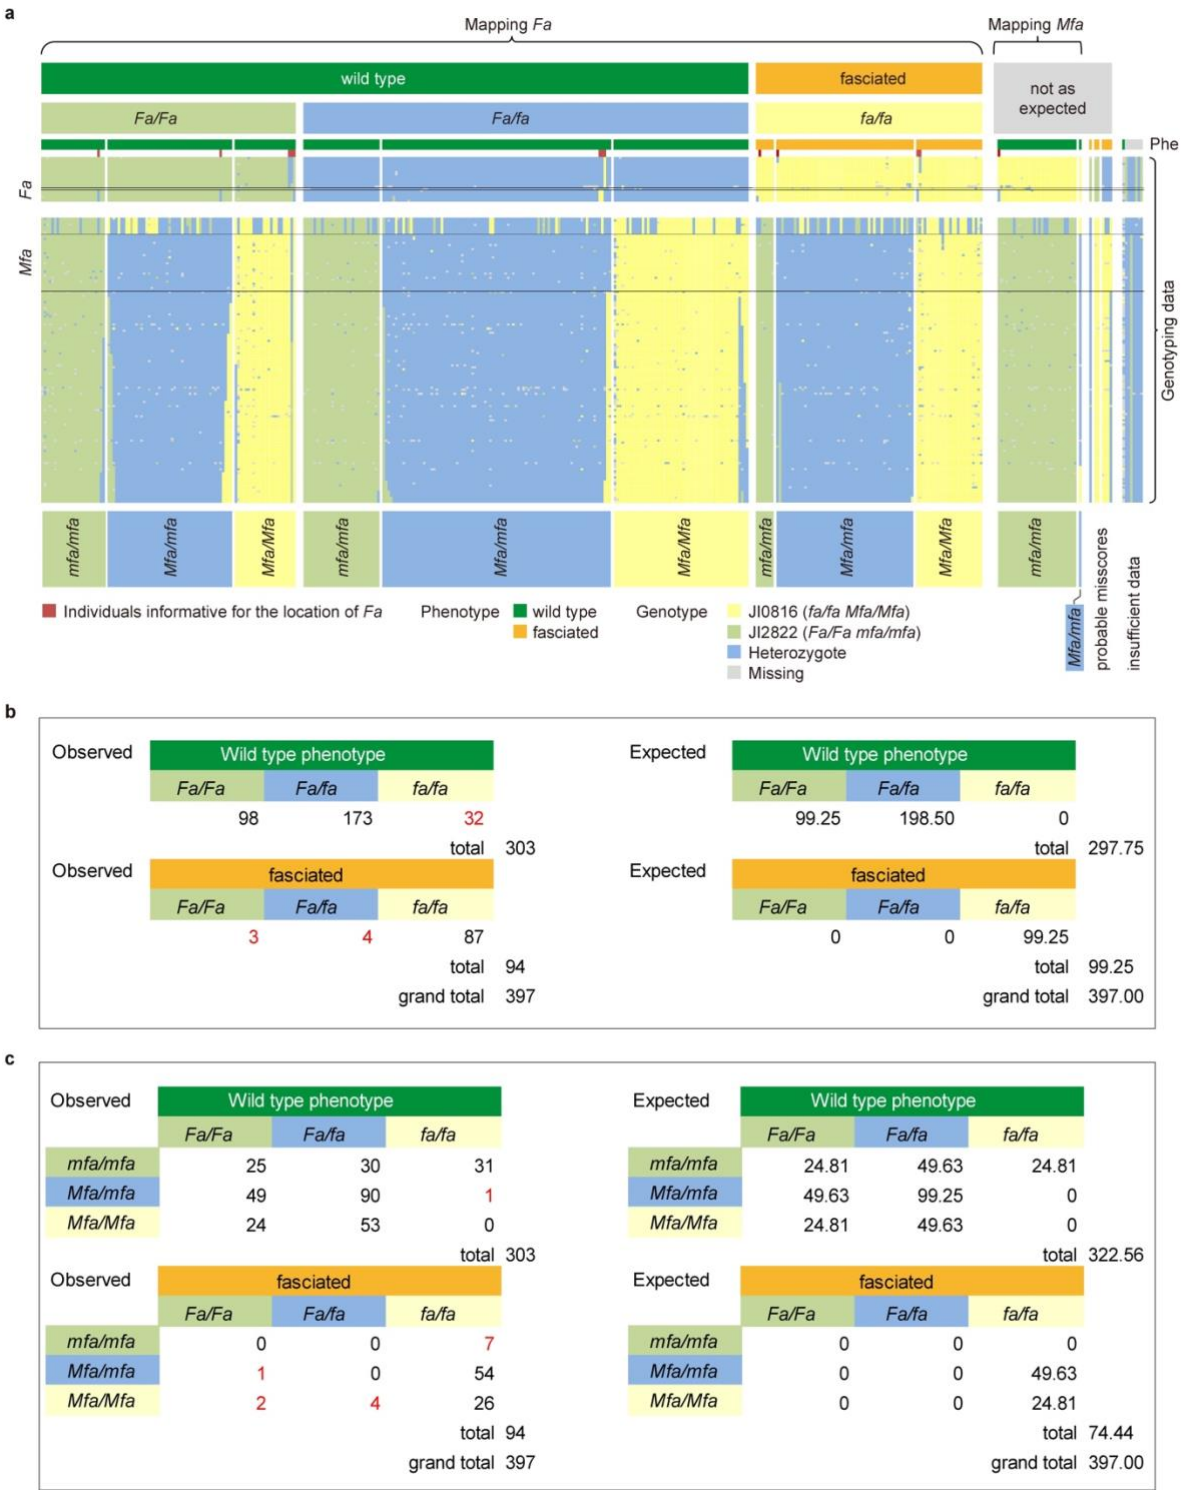 a
Mapping Fa
Mapping Mfa
wild type
fasciated
not as
expected
Fa/Fa
Fa/fa
fa/fa
Phe
Fa
Mfa
Genotyping data
mfa/mfa
Mfa/mfa
Mfa/Mfa
mfa/mfa
Mfa/mfa
Mfa/Mfa
mfa/mfa
Mfa/mfa
Mfa/Mfa
mfa/mfa
Mfa/mfa
probable misscores
insufficient data
Individuals informative for the location of Fa
Phenotype
wild type
fasciated
Genotype
JI0816 (fa/fa Mfa/Mfa)
JI2822 (Fa/Fa mfa/mfa)
Heterozygote
Missing
b
Observed Wild type phenotype
Fa/Fa Fa/fa fa/fa
98 173 32
total 303
Observed fasciated
Fa/Fa Fa/fa fa/fa
3 4 87
total 94
grand total 397
Expected Wild type phenotype
Fa/Fa Fa/fa fa/fa
99.25 198.50 0
total 297.75
Expected fasciated
Fa/Fa Fa/fa fa/fa
0 0 99.25
total 99.25
grand total 397.00
c
Observed Wild type phenotype
Fa/Fa Fa/fa fa/fa
mfa/mfa 25 30 31
Mfa/mfa 49 90 1
Mfa/Mfa 24 53 0
total 303
Observed fasciated
Fa/Fa Fa/fa fa/fa
mfa/mfa 0 0 7
Mfa/mfa 1 0 54
Mfa/Mfa 2 4 26
total 94
grand total 397
Expected Wild type phenotype
Fa/Fa Fa/fa fa/fa
mfa/mfa 24.81 49.63 24.81
Mfa/mfa 49.63 99.25 0
Mfa/Mfa 24.81 49.63 0
total 322.56
Expected fasciated
Fa/Fa Fa/fa fa/fa
mfa/mfa 0 0 0
Mfa/mfa 0 0 49.63
Mfa/Mfa 0 0 24.81
total 74.44
grand total 397.00